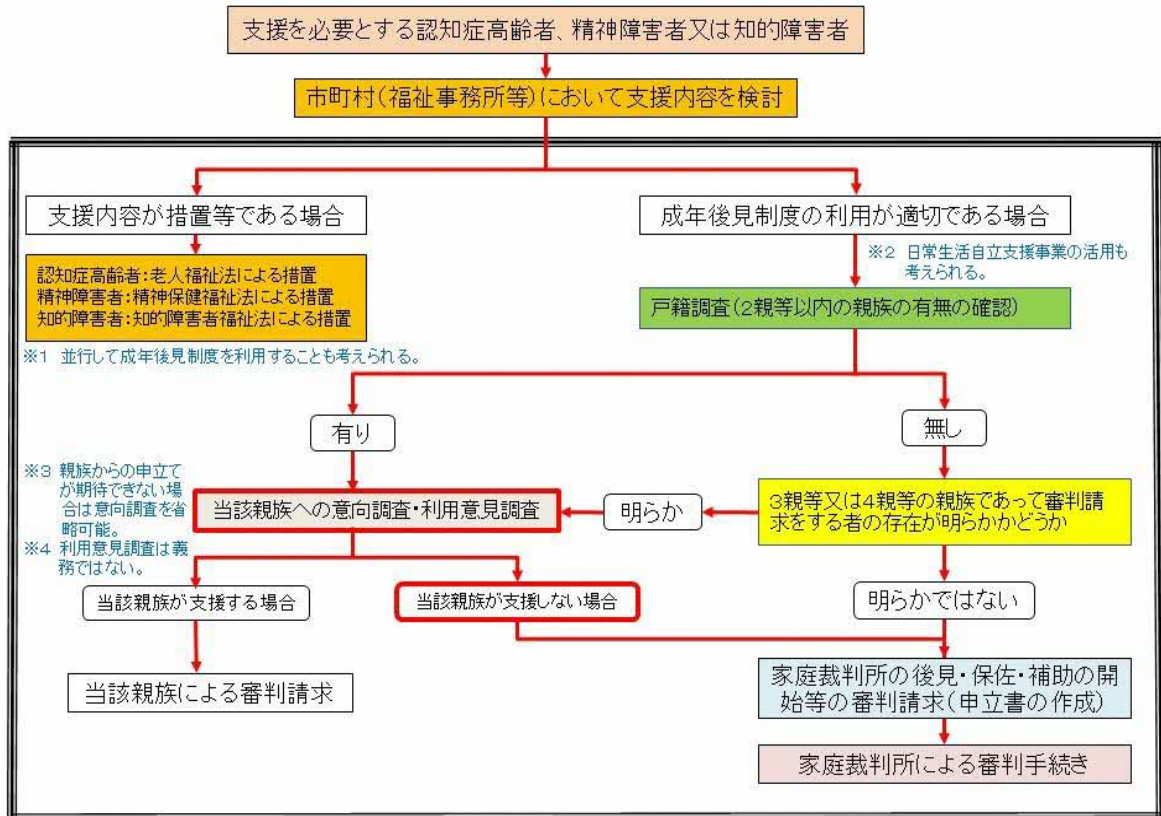 支援を必要とする認知症高齢者、精神障害者又は知的障害者
市町村(福祉事務所等)において支援内容を検討
支援内容が措置等である場合
成年後見制度の利用が適切である場合
認知症高齢者:老人福祉法による措置
精神障害者:精神保健福祉法による措置
知的障害者:知的障害者福祉法による措置
※1 並行して成年後見制度を利用することも考えられる。
※2 日常生活自立支援事業の活用も
考えられる。
戸籍調査(2親等以内の親族の有無の確認)
有り
無し
※3 親族からの申立て
が期待できない場
合は意向調査を省
略可能。
※4 利用意見調査は義
務ではない。
当該親族への意向調査・利用意見調査
明らか
3親等又は4親等の親族であって審判請
求をする者の存在が明らかかどうか
当該親族が支援する場合
当該親族が支援しない場合
明らかではない
当該親族による審判請求
家庭裁判所の後見・保佐・補助の開
始等の審判請求(申立書の作成)
家庭裁判所による審判手続き